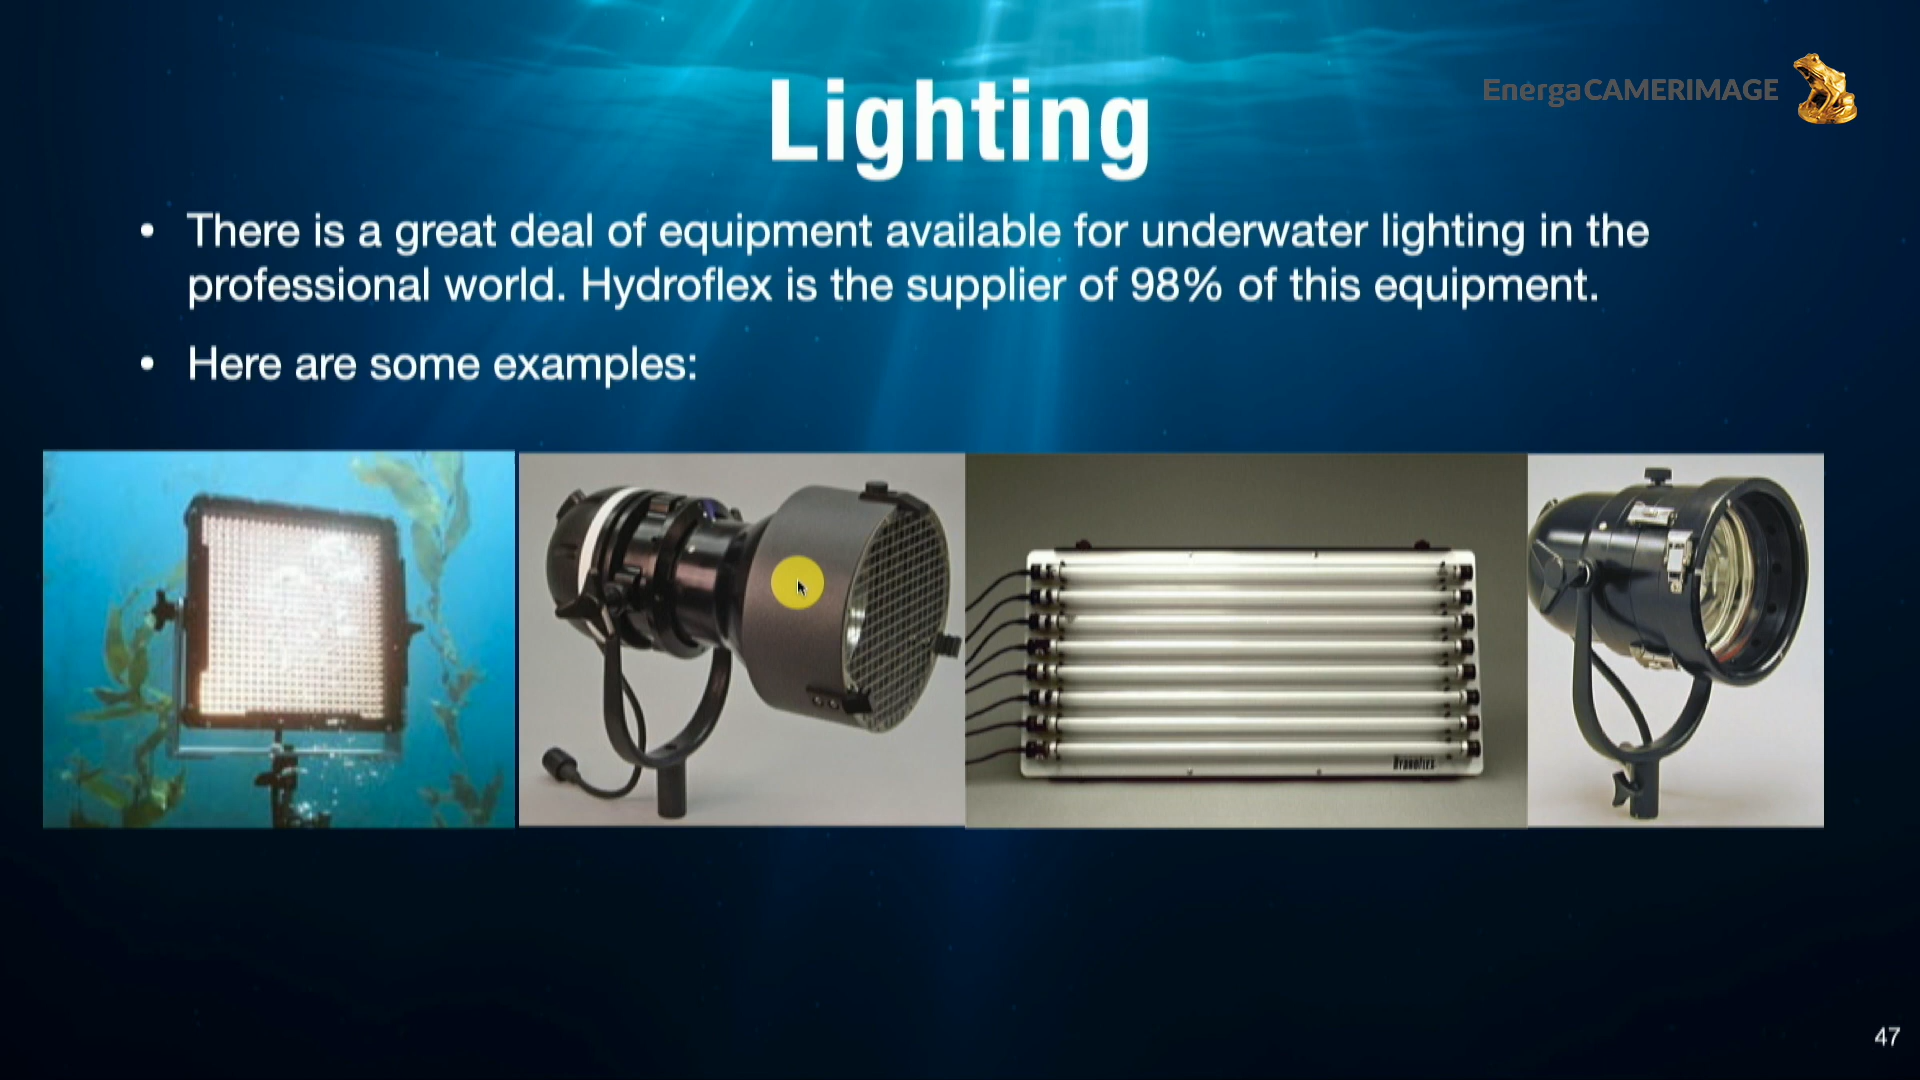 EnergaCAMERIMAGE
Lighting
• There is a great deal of equipment available for underwater lighting in the
professional world. Hydroflex is the supplier of 98% of this equipment.
• Here are some examples:
HYDROFLEX
47